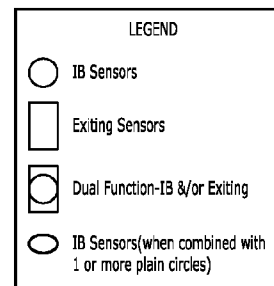 LEGEND
IB Sensors
Exiting Sensors
Dual Function-IB &/or Exiting
IB Sensors(when combined with
1 or more plain circles)